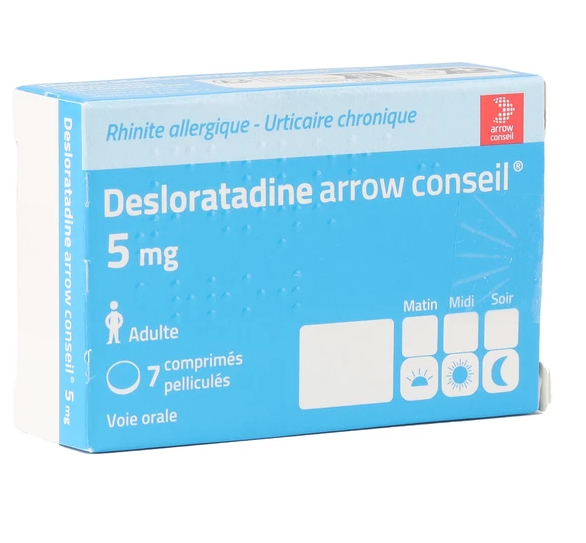 Rhinite allergique - Urticaire chronique
arrow
conseil
Desloratadine arrow conseil®
5 mg
Matin Midi Soir
Adulte
7 comprimés
pelliculés
Voie orale
Desloratadine arrow conseil® 5 mg